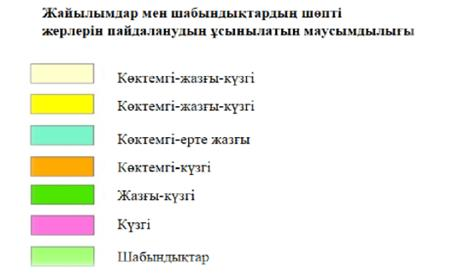 Жайылымдар мен шабындықтардың шөпті
жерлерін пайдаланудың ұсынылатын маусымдылығы
Көктемгі-жазғы-күзгі
Көктемгі-жазғы-күзгі
Көктемгі-ерте жазғы
Көктемгі-күзгі
Жазғы-күзгі
Күзгі
Шабындықтар